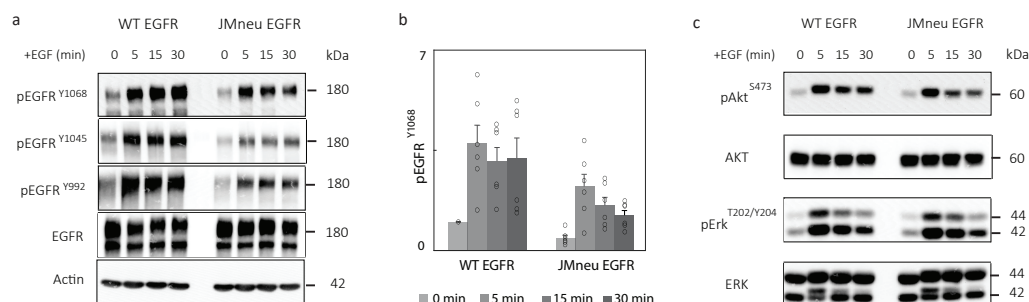 a
WT EGFR JMneu EGFR
+EGF (min) 0 5 15 30 0 5 15 30 kDa
pEGFR Y1068 180
pEGFR Y1045 180
pEGFR Y992 180
EGFR 180
Actin 42
b
7
pEGFR Y1068
0
WT EGFR JMneu EGFR
0 min 5 min 15 min 30 min
c
WT EGFR JMneu EGFR
+EGF (min) 0 5 15 30 0 5 15 30 kDa
pAkt S473 60
AKT 60
pErk T202/Y204 44
42
ERK 44
42